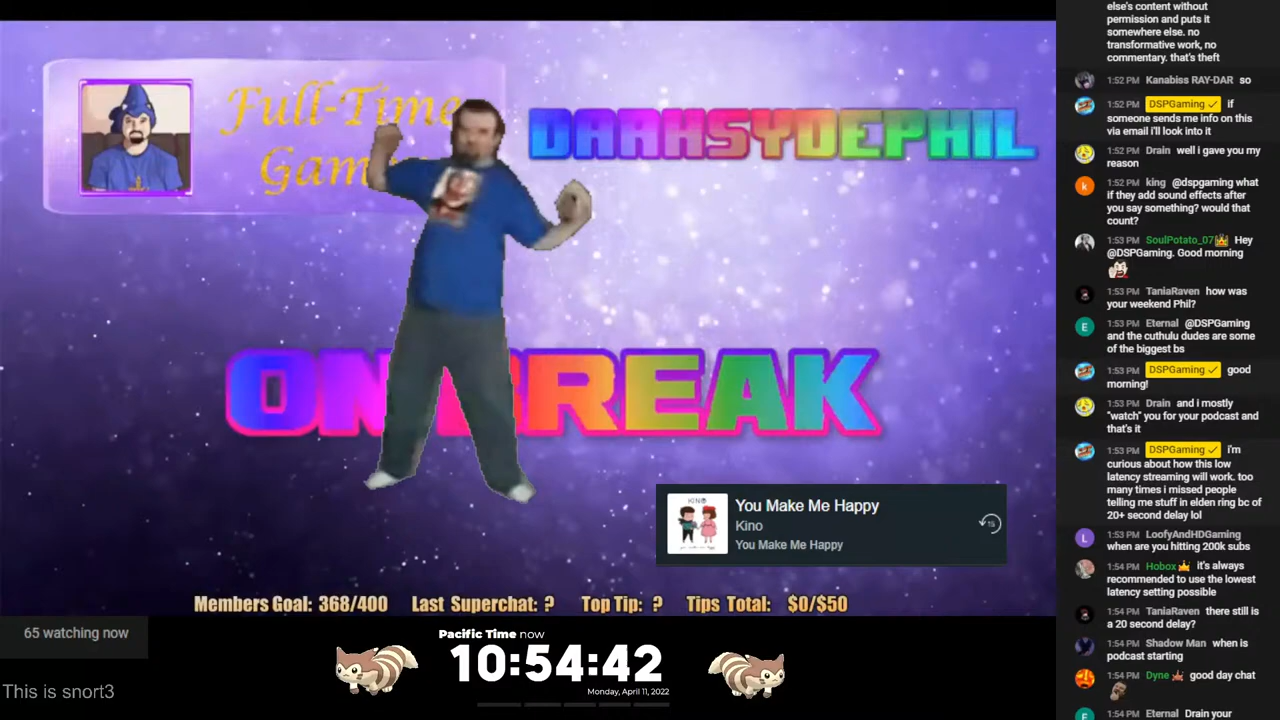 Full-Time
DARKSYDEPHIL
ON BREAK
You Make Me Happy
Kino
You Make Me Happy
15
KINO
Members Goal: 368/400 Last Superchat: ? Top Tip: ? Tips Total: $0/$50
65 watching now
This is snort3
Pacific Time now
10:54:42
Monday, April 11, 2022
else's content without
permission and puts it
somewhere else. no
transformative work, no
commentary. that's theft
1:52 PM Kanabiss RAY-DAR so
1:52 PM DSPGaming if
someone sends me info on this
via email i'll look into it
1:52 PM Drain well i gave you my
reason
1:52 PM king @dspgaming what
if they add sound effects after
you say something? would that
count?
1:53 PM SoulPotato_07 Hey
@DSPGaming. Good morning
1:53 PM TaniaRaven how was
your weekend Phil?
1:53 PM Eternal @DSPGaming
and the cuthulu dudes are some
of the biggest bs
1:53 PM DSPGaming good
morning!
1:53 PM Drain and i mostly
"watch" you for your podcast and
that's it
1:53 PM DSPGaming i'm
curious about how this low
latency streaming will work. too
many times i missed people
telling me stuff in elden ring bc of
20+ second delay lol
1:53 PM LoofyAndHDGaming
when are you hitting 200k subs
1:54 PM Hobox it's always
recommended to use the lowest
latency setting possible
1:54 PM TaniaRaven there still is
a 20 second delay?
1:54 PM Shadow Man when is
podcast starting
1:54 PM Dyne good day chat
1:54 PM Eternal Drain your